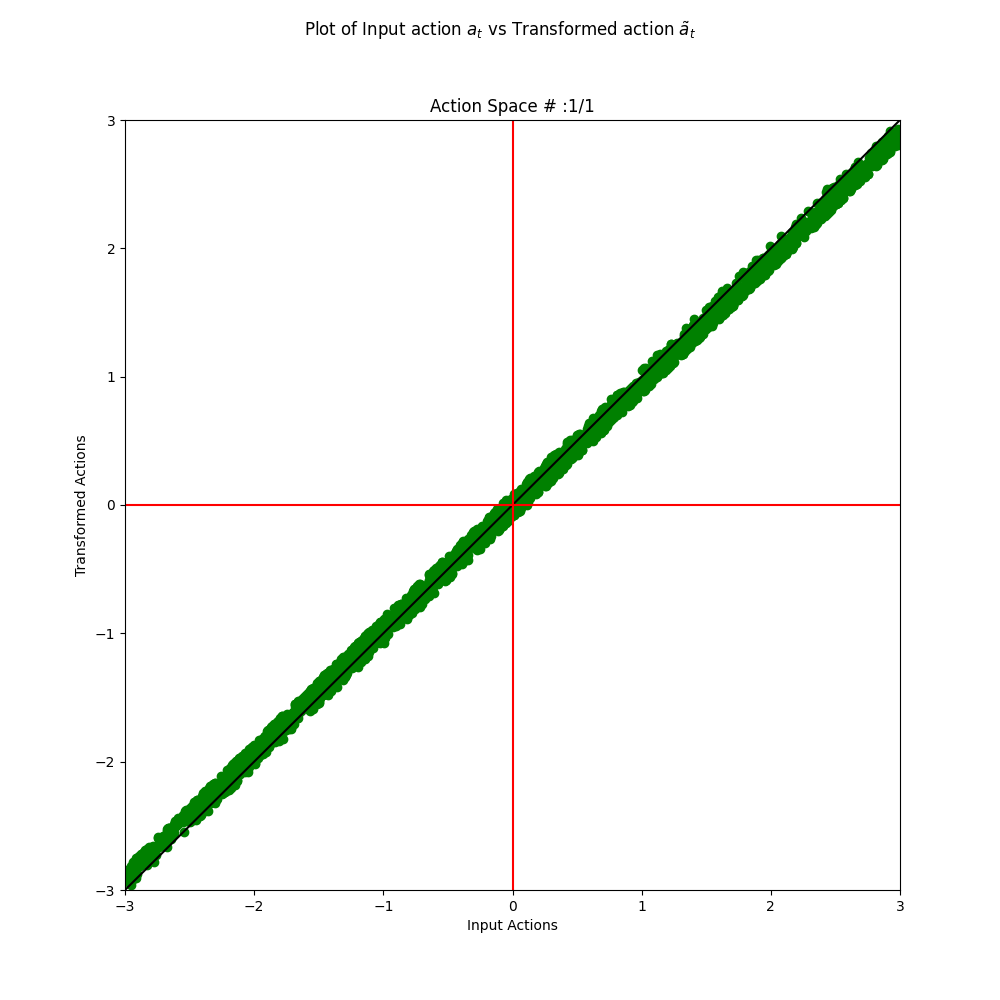 Plot of Input action $a_t$ vs Transformed action $\tilde{a}_t$
Action Space # :1/1
3
2
1
0
−1
−2
−3
Transformed Actions
−3 −2 −1 0 1 2 3
Input Actions